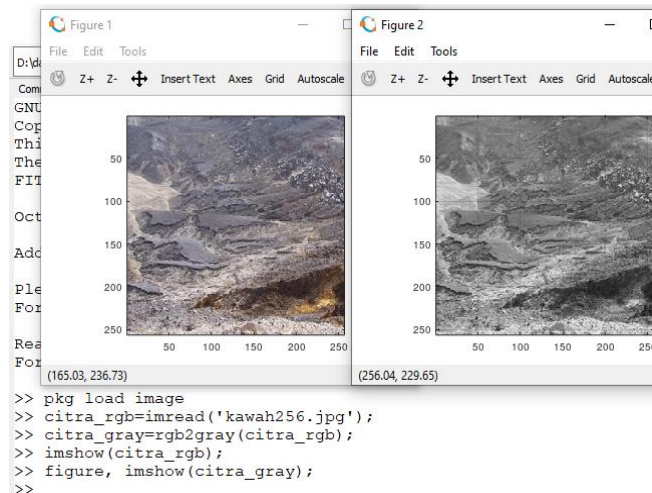 Figure 1
File Edit Tools
Z+ Z- Insert Text Axes Grid Autoscale
50
100
150
200
250
50 100 150 200 250
(165.03, 236.73)
Figure 2
File Edit Tools
Z+ Z- Insert Text Axes Grid Autoscale
50
100
150
200
250
50 100 150 200 250
(256.04, 229.65)
D:\da
Com
GNU
Cop
Thi
The
FIT
Oct
Add
Ple
For
Rea
For
>> pkg load image
>> citra_rgb=imread('kawah256.jpg');
>> citra_gray=rgb2gray(citra_rgb);
>> imshow(citra_rgb);
>> figure, imshow(citra_gray);
>>